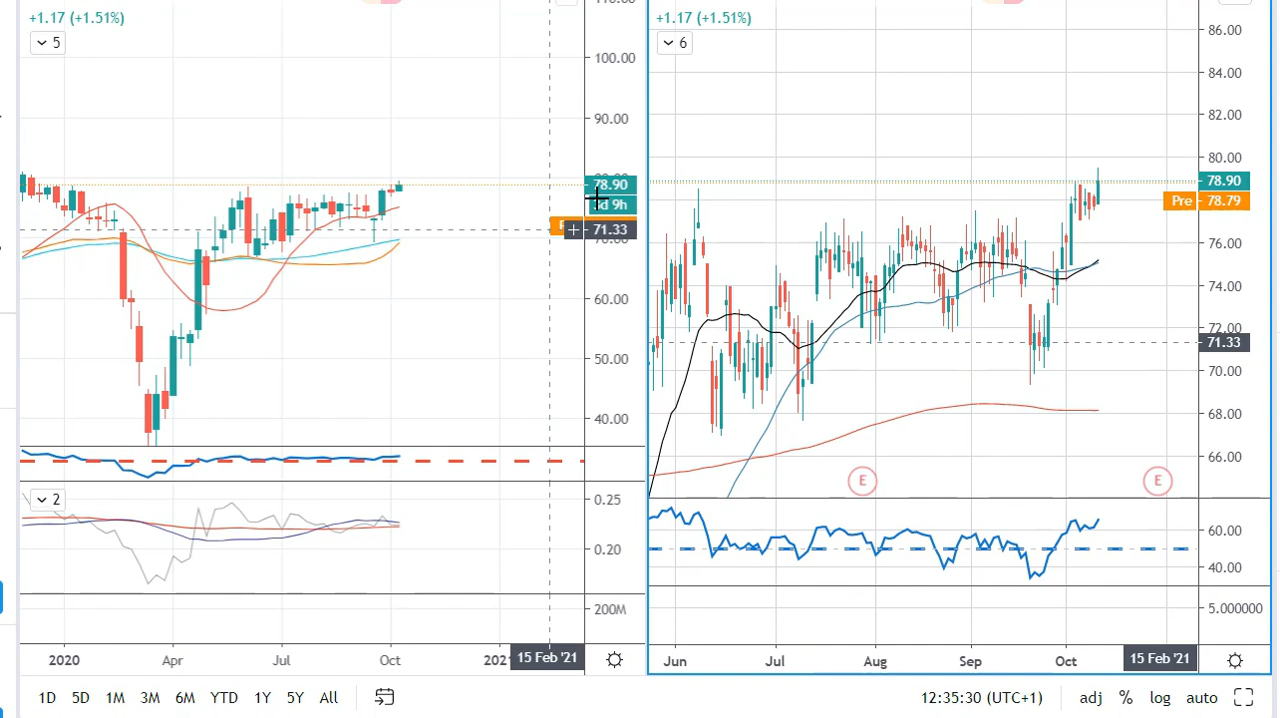 +1.17 (+1.51%)
5
100.00
90.00
78.90
9h
71.33
60.00
50.00
40.00
2
0.25
0.20
200M
2020
Apr
Jul
Oct
15 Feb '21
+1.17 (+1.51%)
6
86.00
84.00
82.00
80.00
78.90
Pre
78.79
76.00
74.00
72.00
71.33
70.00
68.00
66.00
E
E
60.00
40.00
5.000000
Jun
Jul
Aug
Sep
Oct
15 Feb '21
1D
5D
1M
3M
6M
YTD
1Y
5Y
All
12:35:30 (UTC+1)
adj
%
log
auto